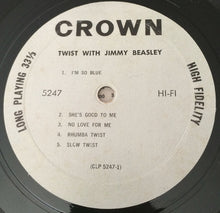 CROWN
TWIST WITH JIMMY BEASLEY
LONG PLAYING 33⅓
HIGH FIDELITY
5247
HI-FI
1. I'M SO BLUE
2. SHE'S GOOD TO ME
3. NO LOVE FOR ME
4. RHUMBA TWIST
5. SLOW TWIST
(CLP 5247-1)